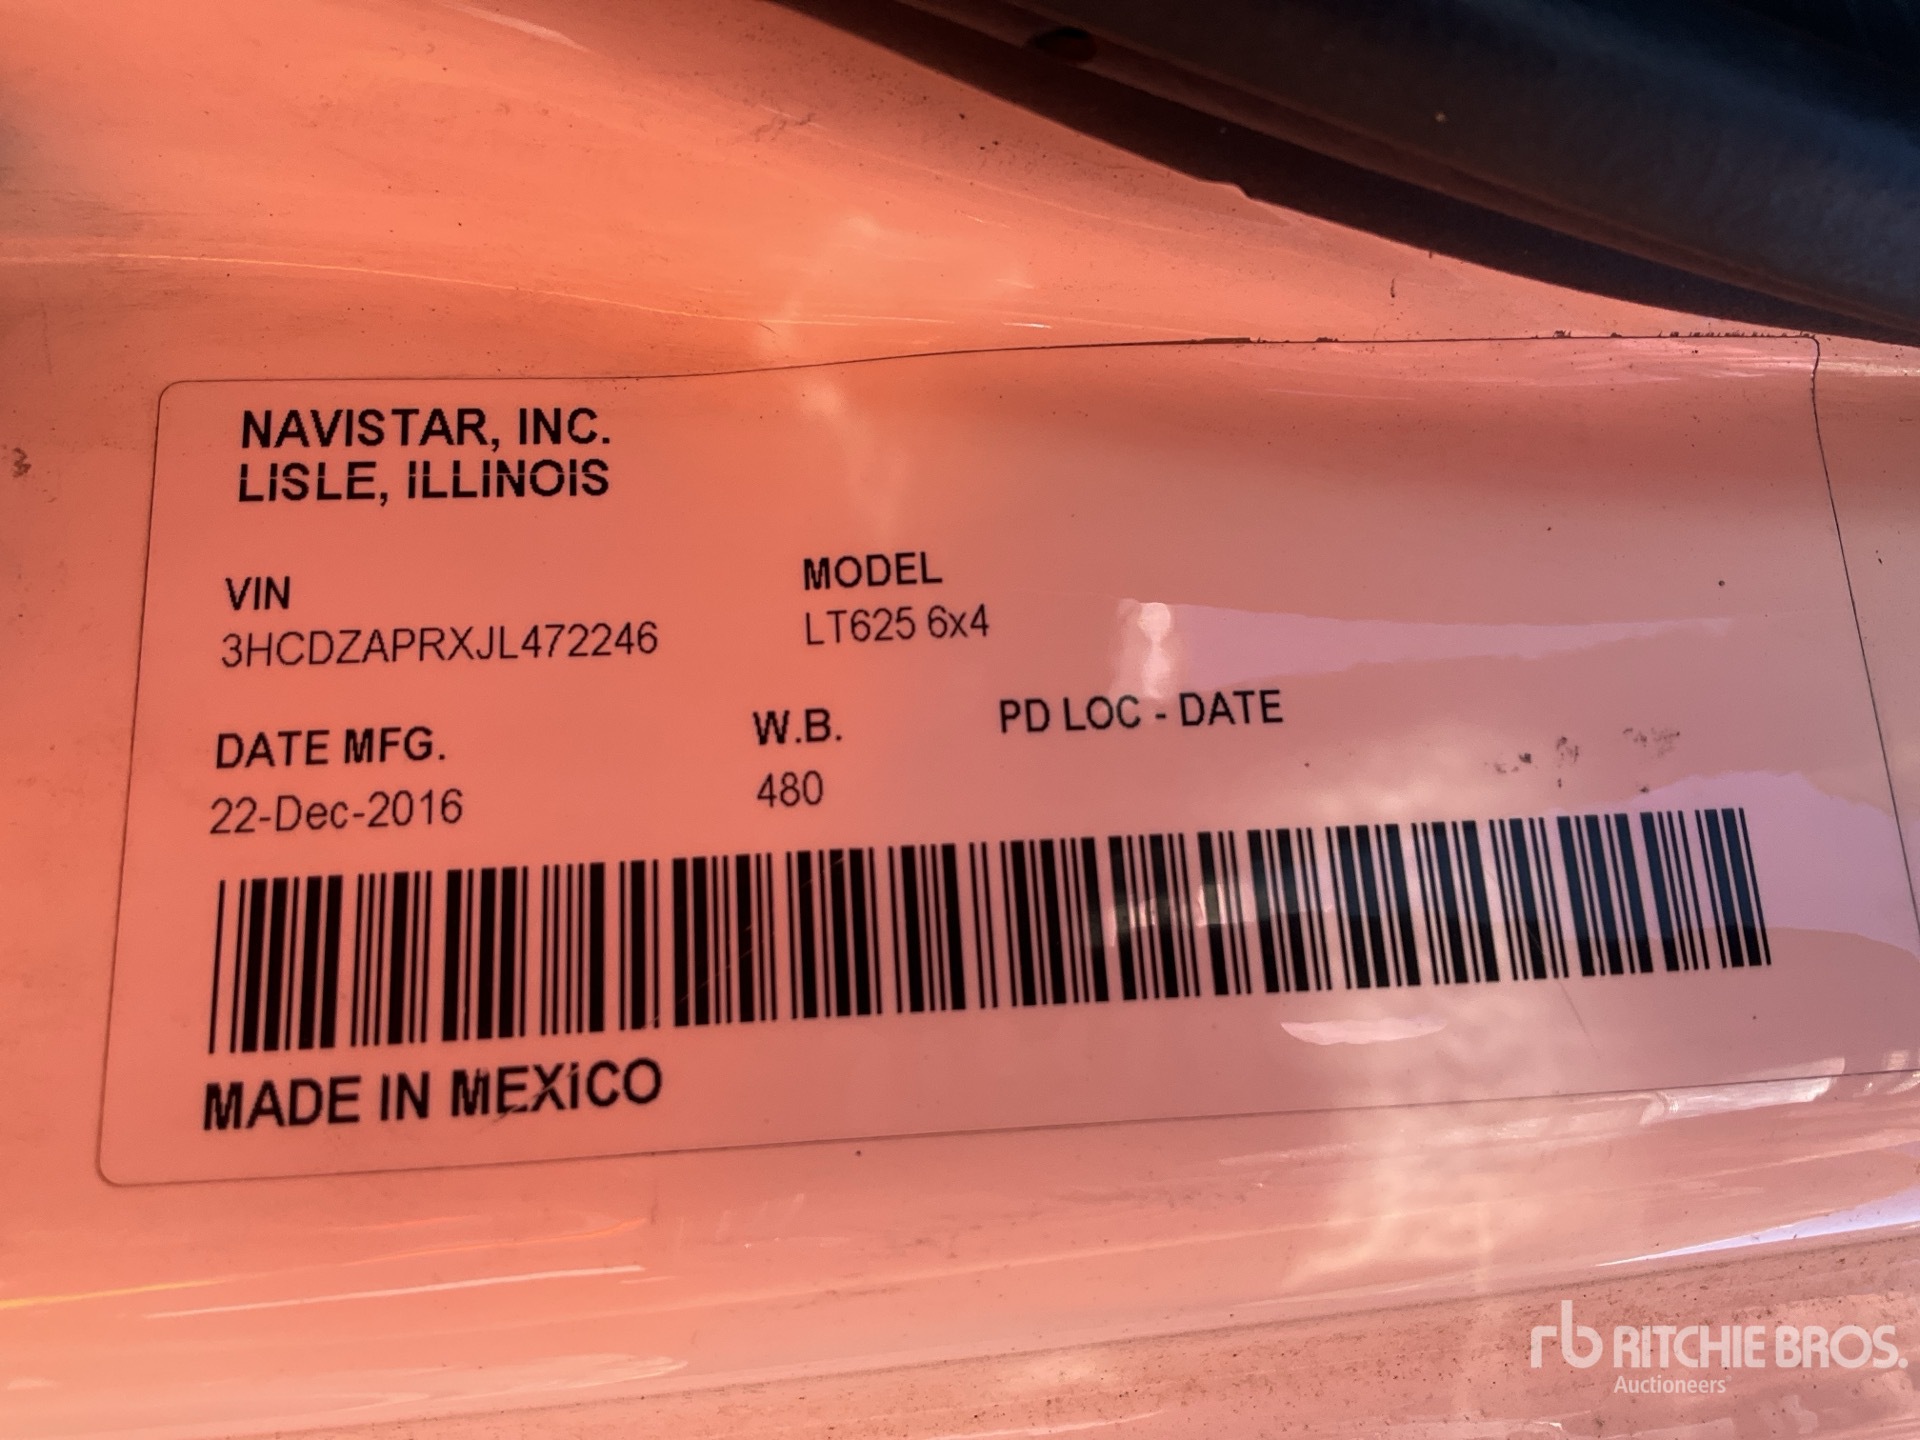 NAVISTAR, INC.
LISLE, ILLINOIS
VIN
3HCDZAPRXJL472246
MODEL
LT625 6x4
DATE MFG.
22-Dec-2016
W.B.
480
PD LOC - DATE
MADE IN MEXICO
rb RITCHIE BROS.
Auctioneers